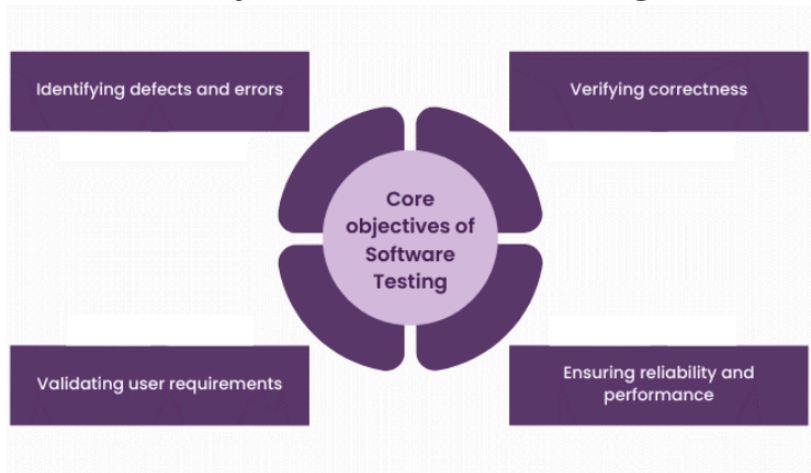 Identifying defects and errors
Verifying correctness
Core
objectives of
Software
Testing
Validating user requirements
Ensuring reliability and
performance